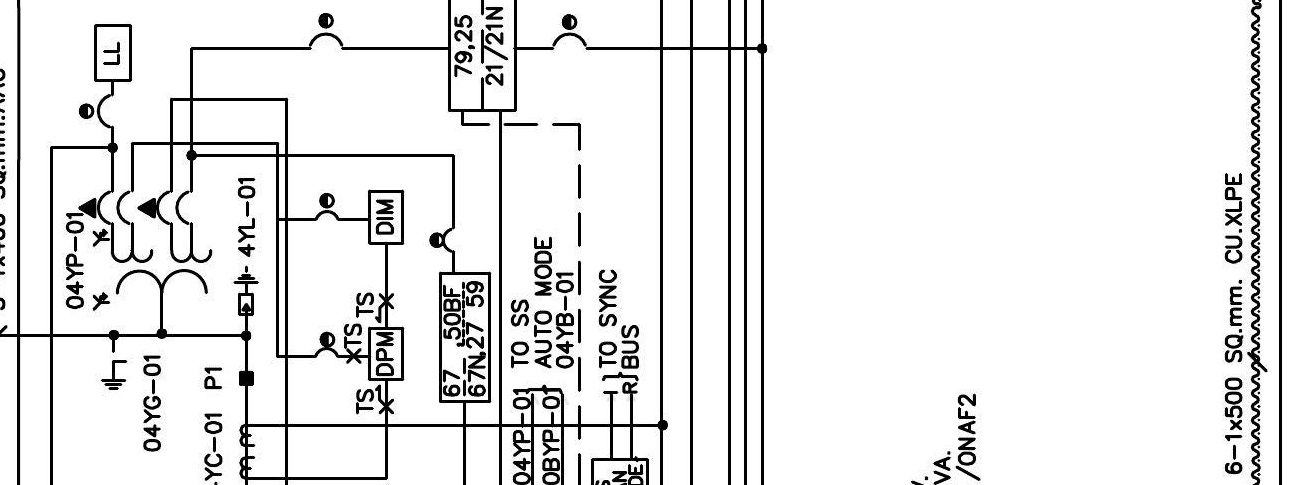 LL
79,25
21/21N
04YP-01
4YL-01
DIM
TS
TS
DPM
TS
67 50BF
67N,27 59
TO SS
AUTO MODE
04YB-01
TO SYNC
BUS
04YG-01
P1
YC-01
04YP-01
0BYP-01
I
R
VA.
/ONAF2
6-1x500 SQ.mm. CU.XLPE